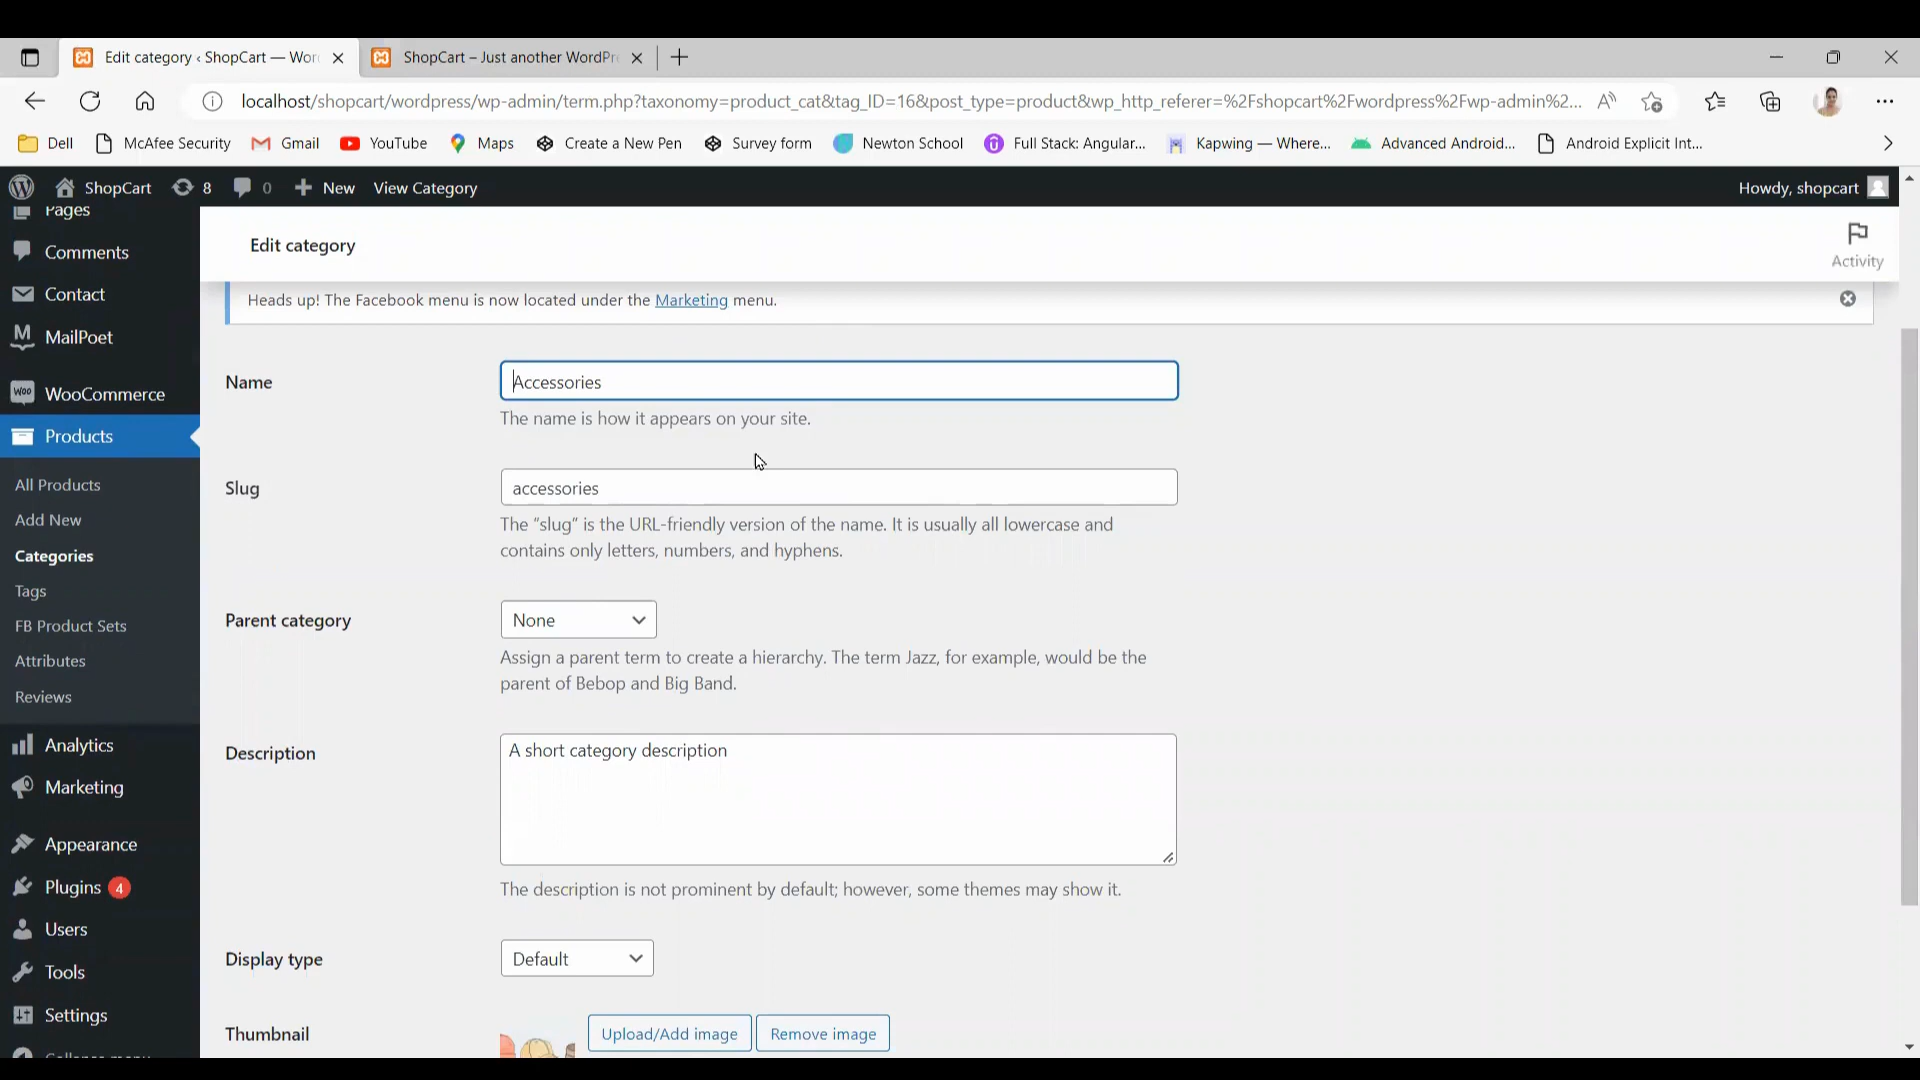 Edit category ‹ ShopCart — Wor
ShopCart – Just another WordPr
localhost/shopcart/wordpress/wp-admin/term.php?taxonomy=product_cat&tag_ID=16&post_type=product&wp_http_referer=%2Fshopcart%2Fwordpress%2Fwp-admin%2...
Dell
McAfee Security
Gmail
YouTube
Maps
Create a New Pen
Survey form
Newton School
Full Stack: Angular...
Kapwing — Where...
Advanced Android...
Android Explicit Int...
ShopCart
8
0
New
View Category
Howdy, shopcart
Pages
Comments
Contact
MailPoet
WooCommerce
Products
All Products
Add New
Categories
Tags
FB Product Sets
Attributes
Reviews
Analytics
Marketing
Appearance
Plugins 4
Users
Tools
Settings
Collapse menu
Edit category
Activity
Heads up! The Facebook menu is now located under the Marketing menu.
Name
Accessories
The name is how it appears on your site.
Slug
accessories
The “slug” is the URL-friendly version of the name. It is usually all lowercase and
contains only letters, numbers, and hyphens.
Parent category
None
Assign a parent term to create a hierarchy. The term Jazz, for example, would be the
parent of Bebop and Big Band.
Description
A short category description
The description is not prominent by default; however, some themes may show it.
Display type
Default
Thumbnail
Upload/Add image
Remove image